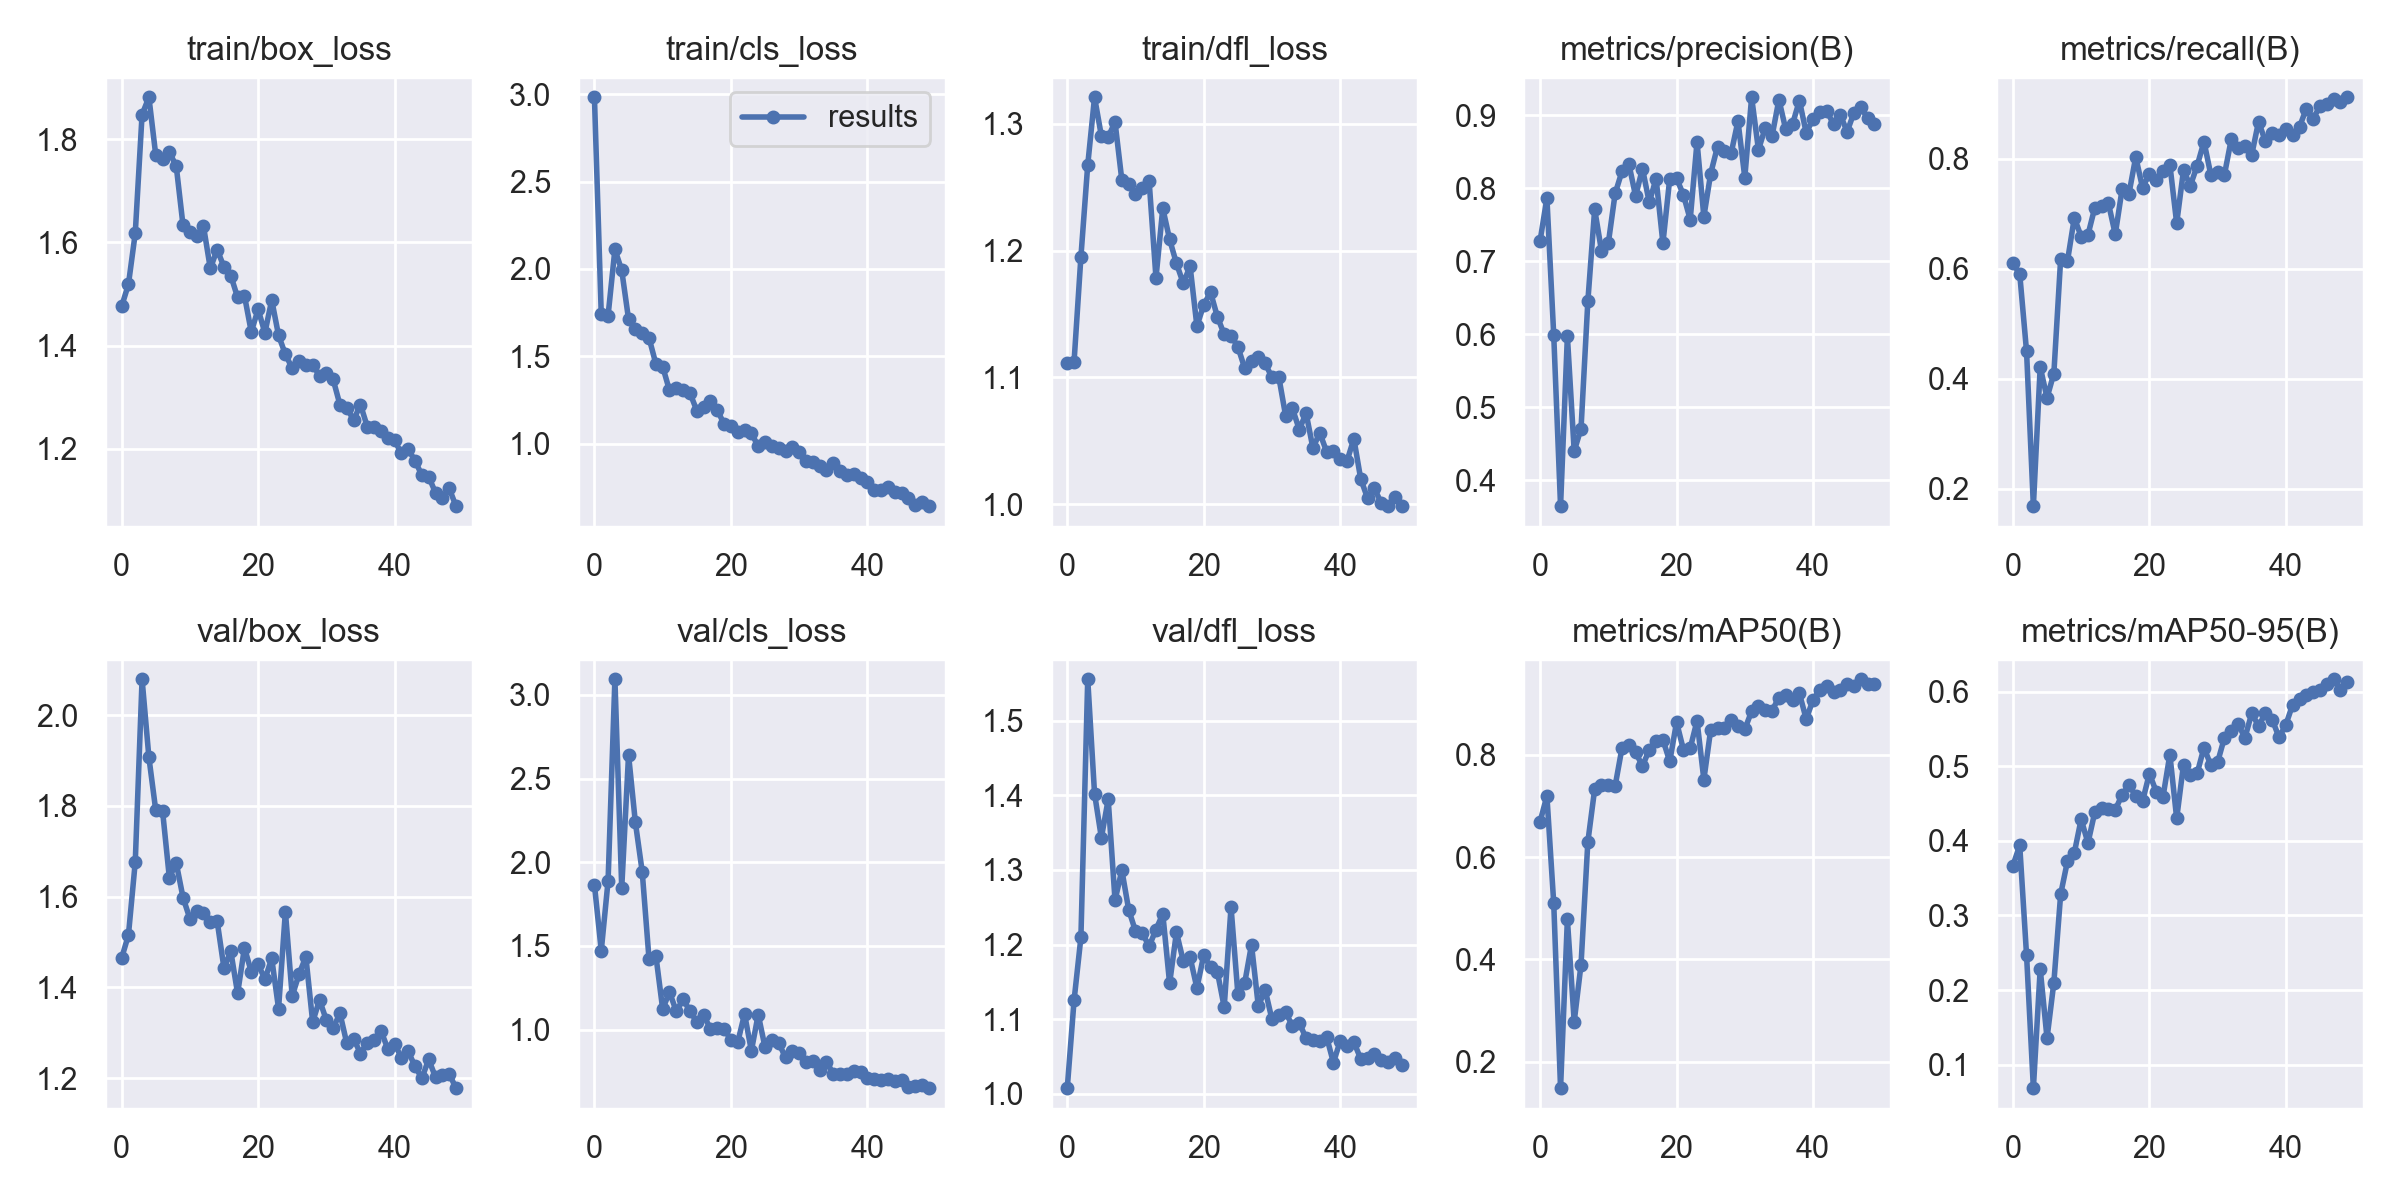 train/box_loss
1.8
1.6
1.4
1.2
0 20 40
train/cls_loss
results
3.0
2.5
2.0
1.5
1.0
0 20 40
train/dfl_loss
1.3
1.2
1.1
1.0
0 20 40
metrics/precision(B)
0.9
0.8
0.7
0.6
0.5
0.4
0 20 40
metrics/recall(B)
0.8
0.6
0.4
0.2
0 20 40
val/box_loss
2.0
1.8
1.6
1.4
1.2
0 20 40
val/cls_loss
3.0
2.5
2.0
1.5
1.0
0 20 40
val/dfl_loss
1.5
1.4
1.3
1.2
1.1
1.0
0 20 40
metrics/mAP50(B)
0.8
0.6
0.4
0.2
0 20 40
metrics/mAP50-95(B)
0.6
0.5
0.4
0.3
0.2
0.1
0 20 40